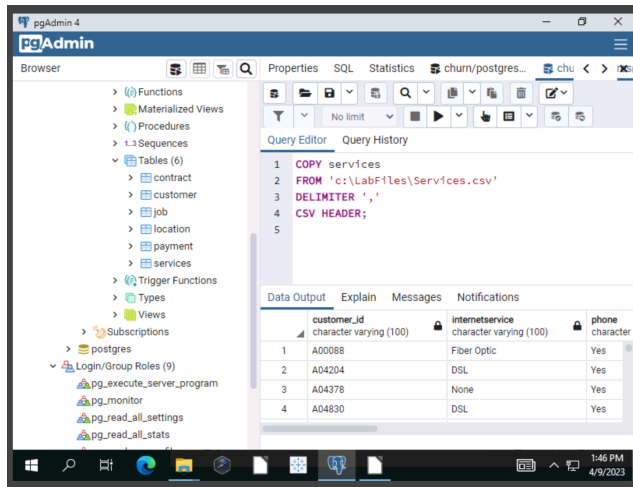 pgAdmin 4
pgAdmin
Browser
Properties SQL Statistics churn/postgres... chu
Functions
Materialized Views
Procedures
1..3 Sequences
Tables (6)
contract
customer
job
location
payment
services
Trigger Functions
Types
Views
Subscriptions
postgres
Login/Group Roles (9)
pg_execute_server_program
pg_monitor
pg_read_all_settings
pg_read_all_stats
No limit
Query Editor Query History
1 COPY services
2 FROM 'c:\LabFiles\Services.csv'
3 DELIMITER ','
4 CSV HEADER;
5
Data Output Explain Messages Notifications
customer_id internetservice phone
character varying (100) character varying (100) character
1 A00088 Fiber Optic Yes
2 A04204 DSL Yes
3 A04378 None Yes
4 A04830 DSL Yes
1:46 PM
4/9/2023